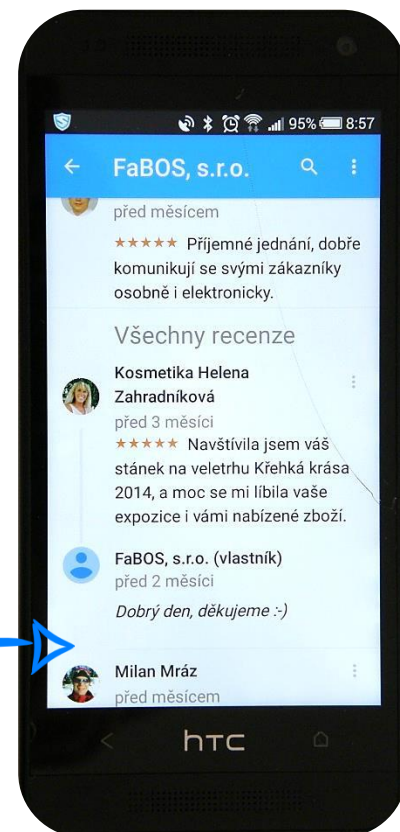 95% 8:57
FaBOS, s.r.o.
před měsícem
★★★★★ Příjemné jednání, dobře
komunikují se svými zákazníky
osobně i elektronicky.
Všechny recenze
Kosmetika Helena
Zahradníková
před 3 měsíci
★★★★★ Navštívila jsem váš
stánek na veletrhu Křehká krása
2014, a moc se mi líbila vaše
expozice i vámi nabízené zboží.
FaBOS, s.r.o. (vlastník)
před 2 měsíci
Dobrý den, děkujeme :-)
Milan Mráz
před měsícem
hTC